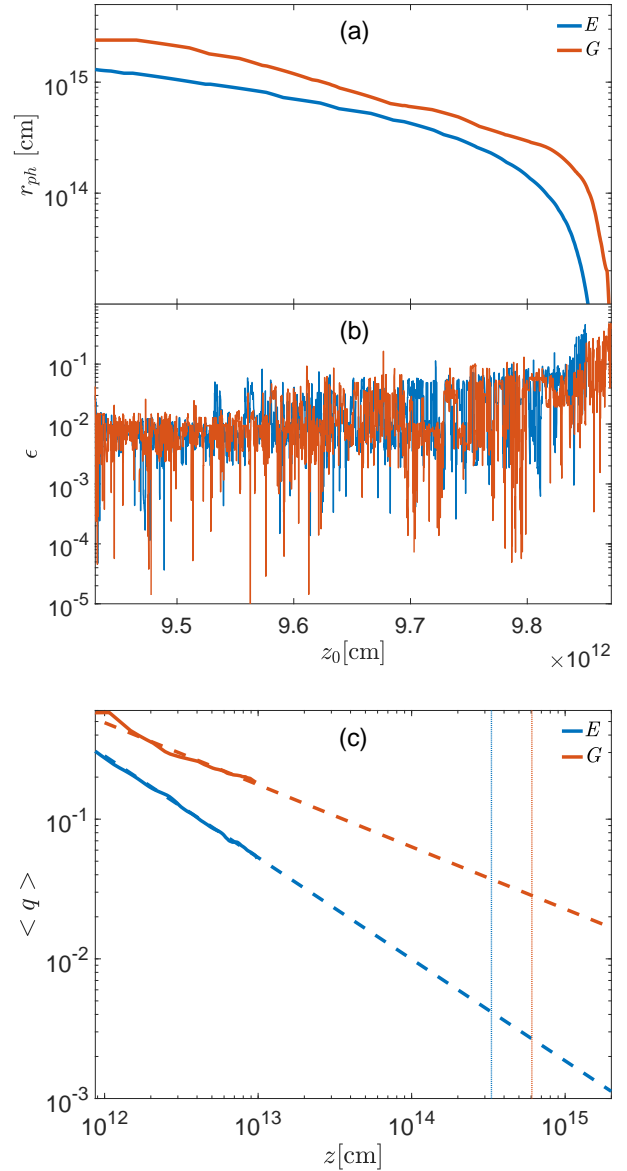 (a)
E
G
10^15
10^14
r_ph [cm]
(b)
10^-1
10^-2
10^-3
10^-4
10^-5
ϵ
9.5 9.6 9.7 9.8
z_0[cm]
×10^12
(c)
E
G
10^-1
10^-2
10^-3
< q >
10^12 10^13 10^14 10^15
z[cm]